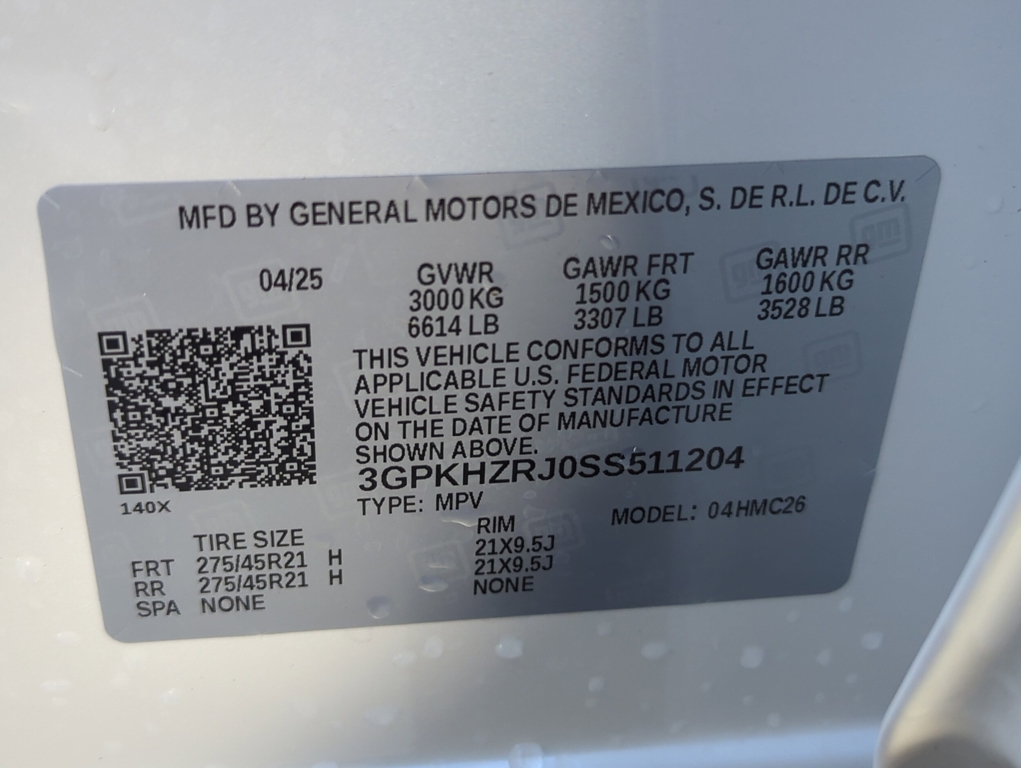 MFD BY GENERAL MOTORS DE MEXICO, S. DE R.L. DE C.V.
04/25 GVWR GAWR FRT GAWR RR
3000 KG 1500 KG 1600 KG
6614 LB 3307 LB 3528 LB
THIS VEHICLE CONFORMS TO ALL
APPLICABLE U.S. FEDERAL MOTOR
VEHICLE SAFETY STANDARDS IN EFFECT
ON THE DATE OF MANUFACTURE
SHOWN ABOVE.
3GPKHZRJ0SS511204
140X TYPE: MPV MODEL: 04HMC26
TIRE SIZE RIM
FRT 275/45R21 H 21X9.5J
RR 275/45R21 H 21X9.5J
SPA NONE NONE